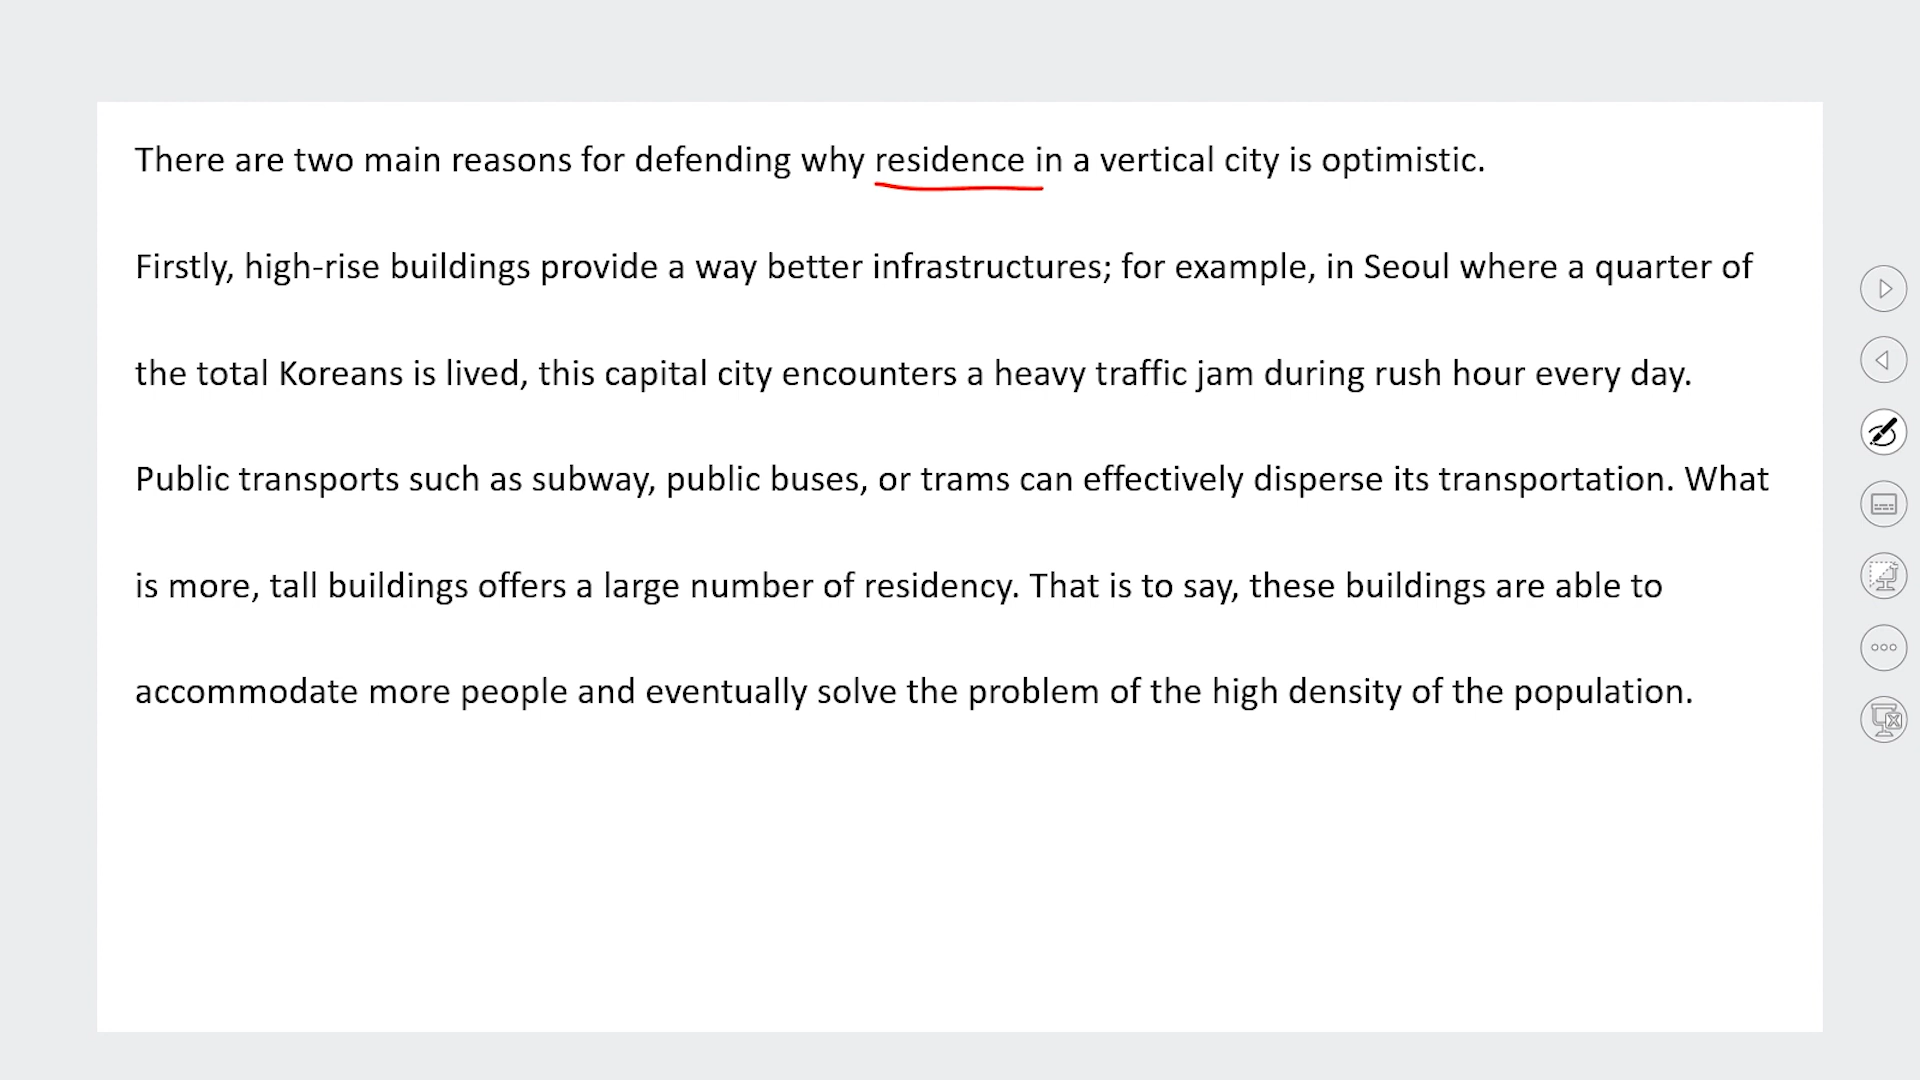 There are two main reasons for defending why residence in a vertical city is optimistic.
Firstly, high-rise buildings provide a way better infrastructures; for example, in Seoul where a quarter of
the total Koreans is lived, this capital city encounters a heavy traffic jam during rush hour every day.
Public transports such as subway, public buses, or trams can effectively disperse its transportation. What
is more, tall buildings offers a large number of residency. That is to say, these buildings are able to
accommodate more people and eventually solve the problem of the high density of the population.